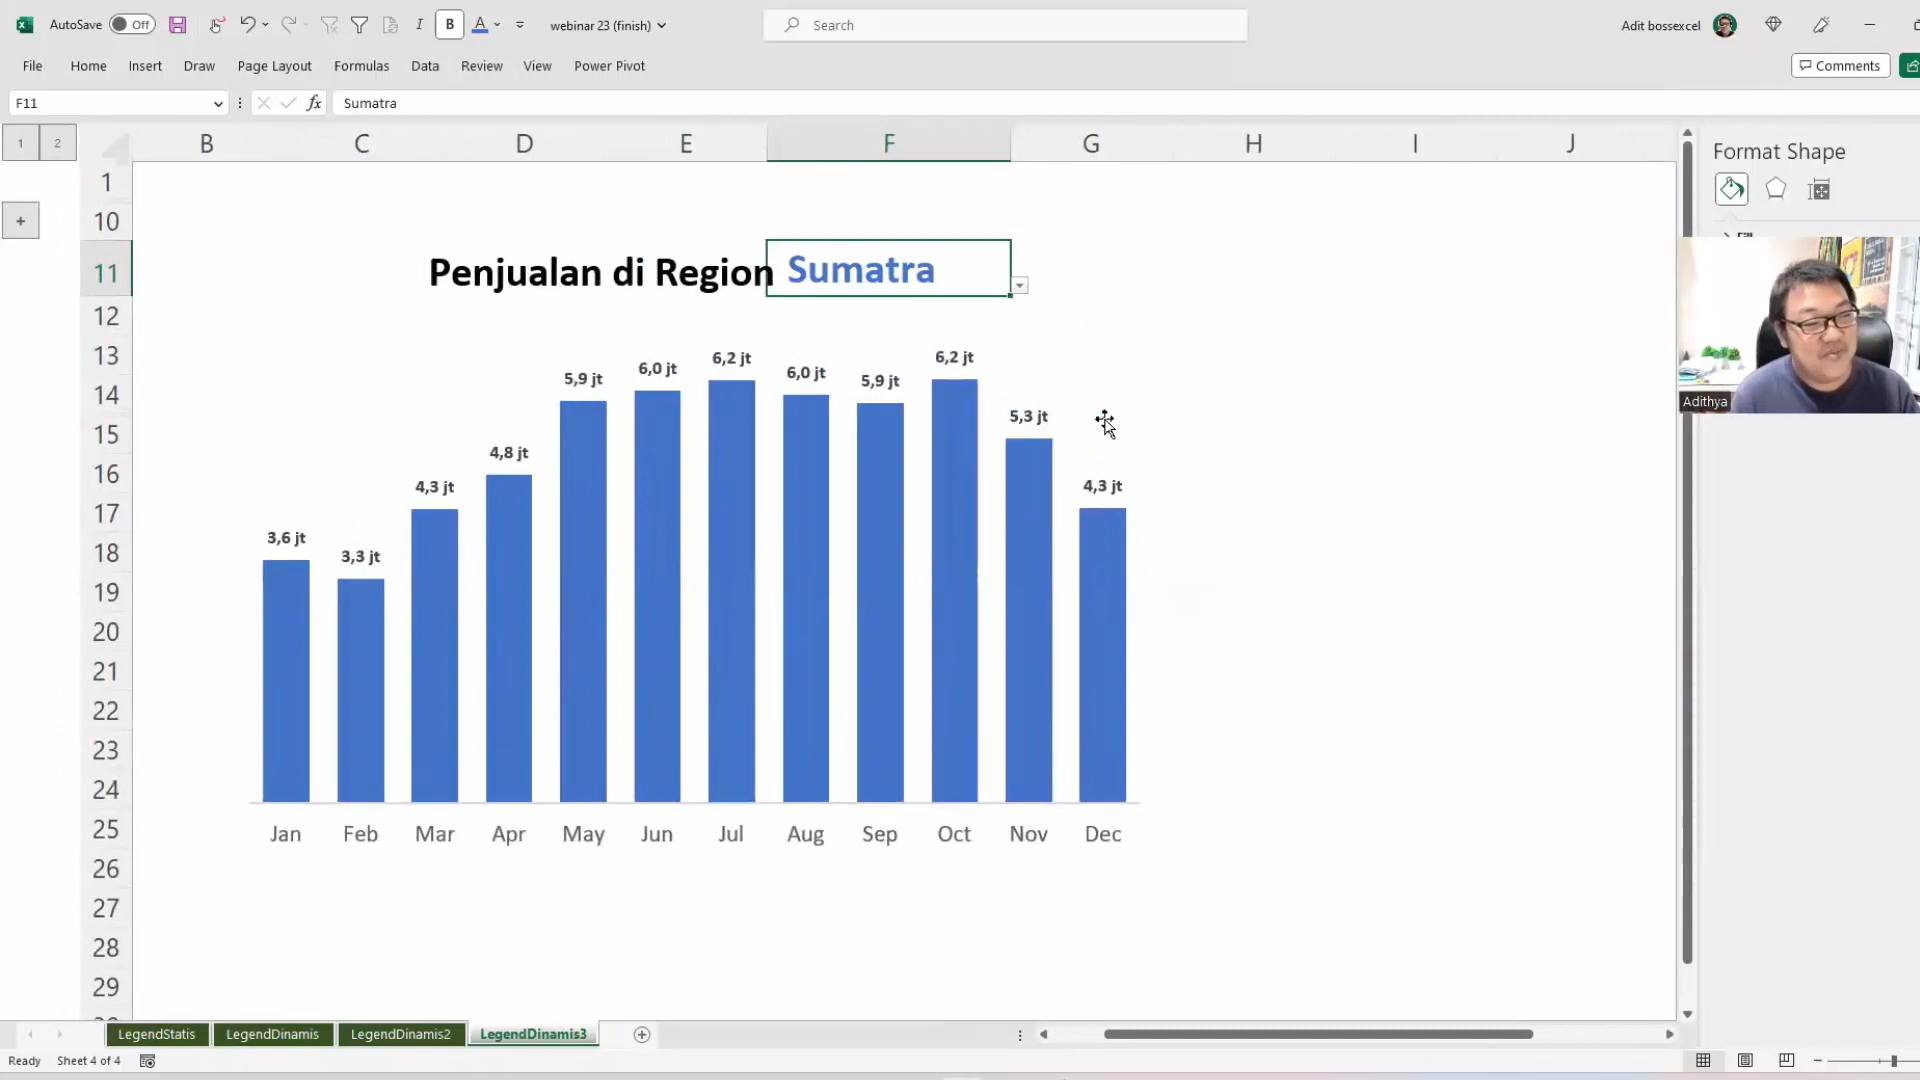 AutoSave Off
I B A
webinar 23 (finish)
Search
Adit bossexcel
File Home Insert Draw Page Layout Formulas Data Review View Power Pivot
Comments
F11 fx Sumatra
1 2
B C D E F G H I J
Format Shape
1
10
+
11
Penjualan di Region Sumatra
12
13
14
15
16
17
18
19
20
21
22
23
24
25
26
27
28
29
3,6 jt 3,3 jt 4,3 jt 4,8 jt 5,9 jt 6,0 jt 6,2 jt 6,0 jt 5,9 jt 6,2 jt 5,3 jt 4,3 jt
Jan Feb Mar Apr May Jun Jul Aug Sep Oct Nov Dec
Adithya
LegendStatis LegendDinamis LegendDinamis2 LegendDinamis3
Ready Sheet 4 of 4